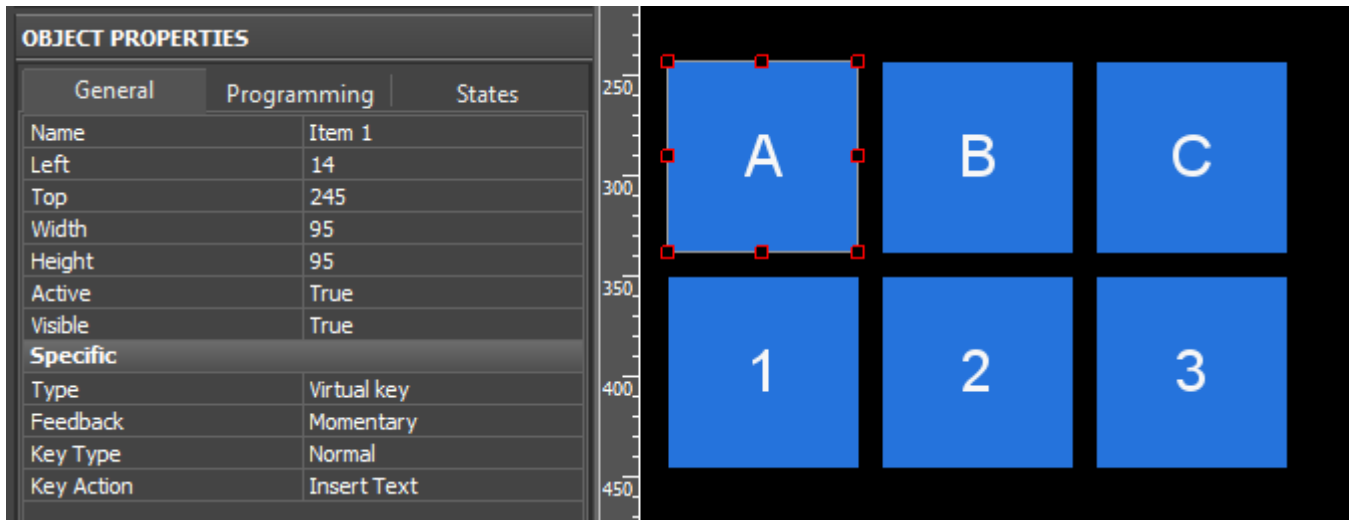 OBJECT PROPERTIES
General Programming States
Name Item 1
Left 14
Top 245
Width 95
Height 95
Active True
Visible True
Specific
Type Virtual key
Feedback Momentary
Key Type Normal
Key Action Insert Text
250
300
350
400
450
A B C
1 2 3